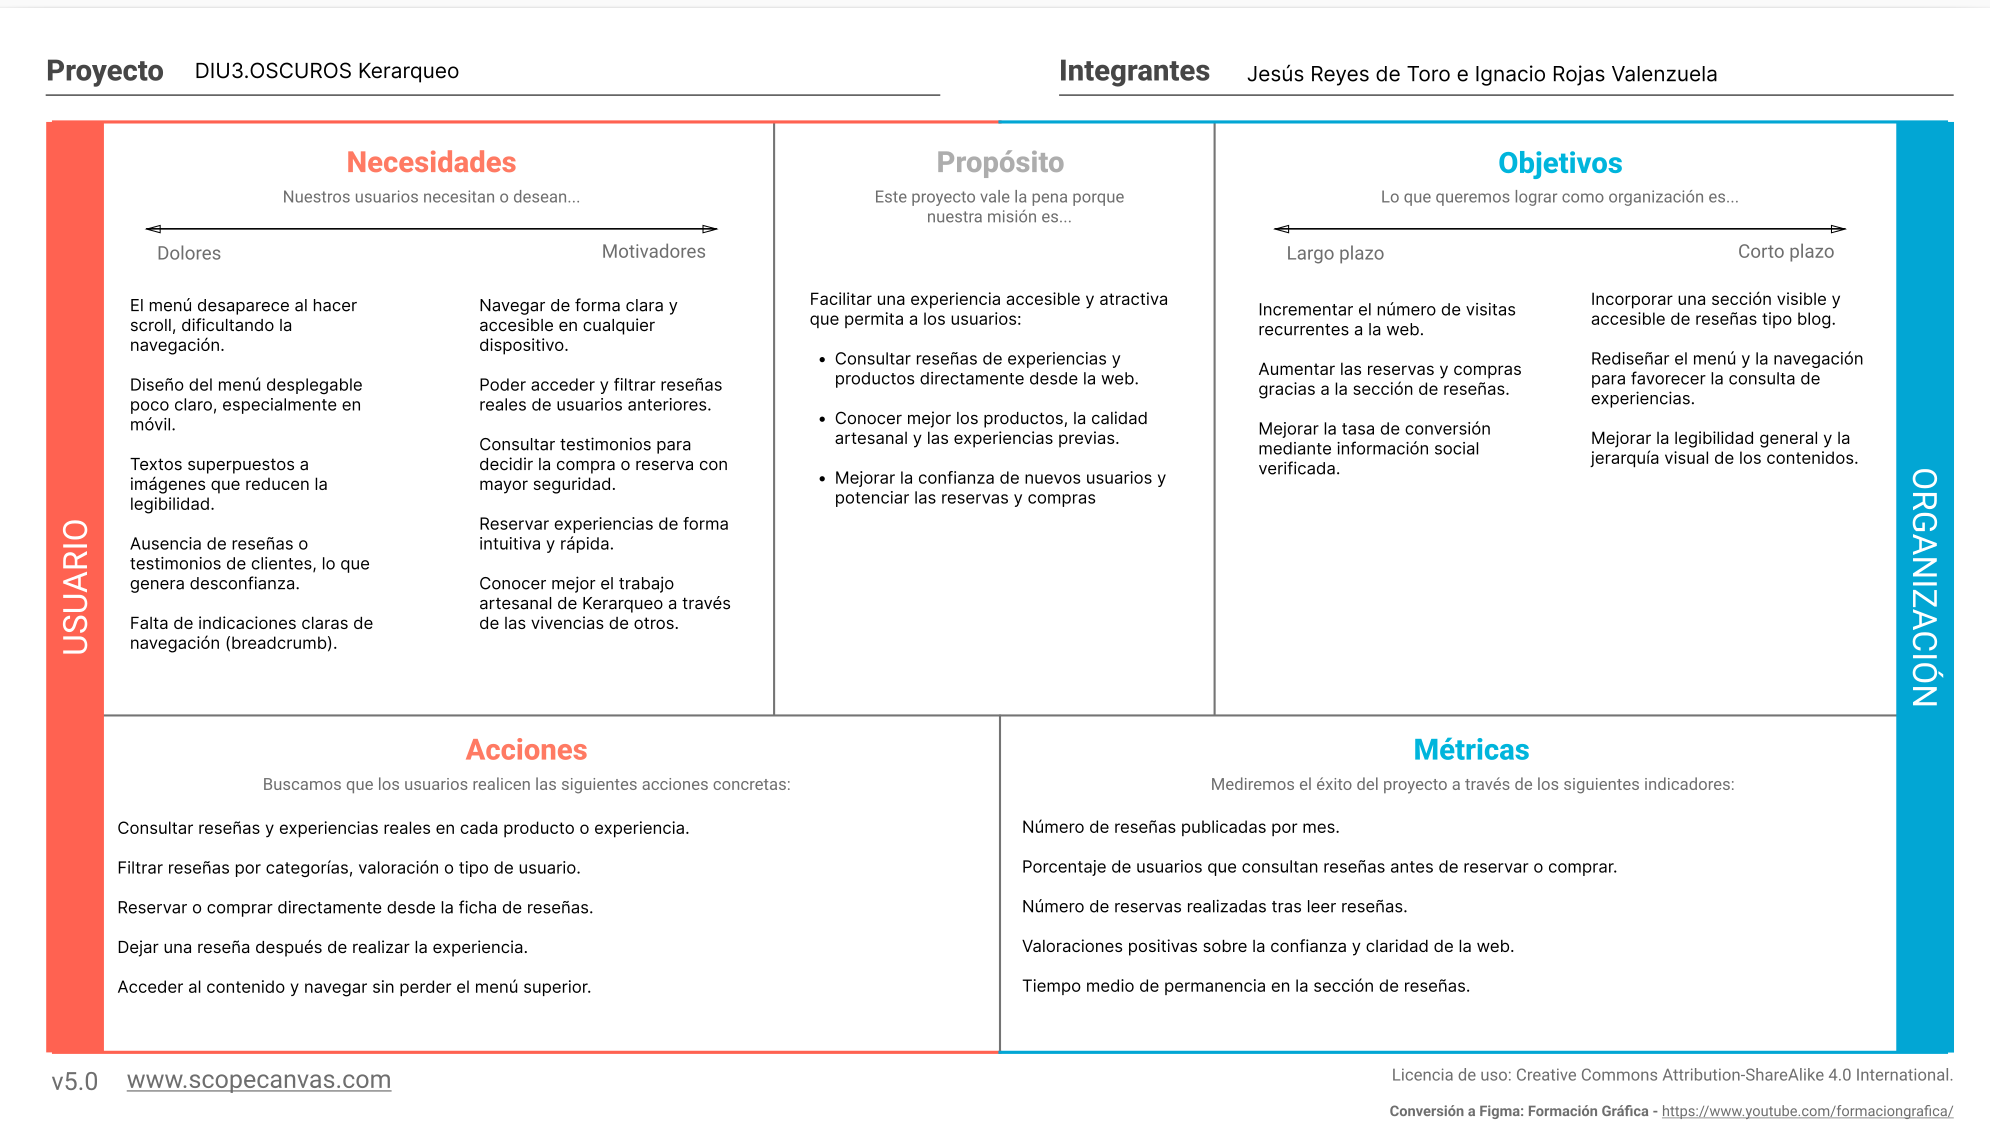 Proyecto
DIU3.OSCUROS Kerarqueo
Integrantes
Jesús Reyes de Toro e Ignacio Rojas Valenzuela
USUARIO
Necesidades
Nuestros usuarios necesitan o desean...
Dolores
Motivadores
El menú desaparece al hacer
scroll, dificultando la
navegación.
Diseño del menú desplegable
poco claro, especialmente en
móvil.
Textos superpuestos a
imágenes que reducen la
legibilidad.
Ausencia de reseñas o
testimonios de clientes, lo que
genera desconfianza.
Falta de indicaciones claras de
navegación (breadcrumb).
Navegar de forma clara y
accesible en cualquier
dispositivo.
Poder acceder y filtrar reseñas
reales de usuarios anteriores.
Consultar testimonios para
decidir la compra o reserva con
mayor seguridad.
Reservar experiencias de forma
intuitiva y rápida.
Conocer mejor el trabajo
artesanal de Kerarqueo a través
de las vivencias de otros.
Propósito
Este proyecto vale la pena porque
nuestra misión es...
Facilitar una experiencia accesible y atractiva
que permita a los usuarios:
• Consultar reseñas de experiencias y
productos directamente desde la web.
• Conocer mejor los productos, la calidad
artesanal y las experiencias previas.
• Mejorar la confianza de nuevos usuarios y
potenciar las reservas y compras
Objetivos
Lo que queremos lograr como organización es...
Largo plazo
Corto plazo
Incrementar el número de visitas
recurrentes a la web.
Aumentar las reservas y compras
gracias a la sección de reseñas.
Mejorar la tasa de conversión
mediante información social
verificada.
Incorporar una sección visible y
accesible de reseñas tipo blog.
Rediseñar el menú y la navegación
para favorecer la consulta de
experiencias.
Mejorar la legibilidad general y la
jerarquía visual de los contenidos.
ORGANIZACIÓN
Acciones
Buscamos que los usuarios realicen las siguientes acciones concretas:
Consultar reseñas y experiencias reales en cada producto o experiencia.
Filtrar reseñas por categorías, valoración o tipo de usuario.
Reservar o comprar directamente desde la ficha de reseñas.
Dejar una reseña después de realizar la experiencia.
Acceder al contenido y navegar sin perder el menú superior.
Métricas
Mediremos el éxito del proyecto a través de los siguientes indicadores:
Número de reseñas publicadas por mes.
Porcentaje de usuarios que consultan reseñas antes de reservar o comprar.
Número de reservas realizadas tras leer reseñas.
Valoraciones positivas sobre la confianza y claridad de la web.
Tiempo medio de permanencia en la sección de reseñas.
v5.0
www.scopecanvas.com
Licencia de uso: Creative Commons Attribution-ShareAlike 4.0 International.
Conversión a Figma: Formación Gráfica - https://www.youtube.com/formaciongrafica/